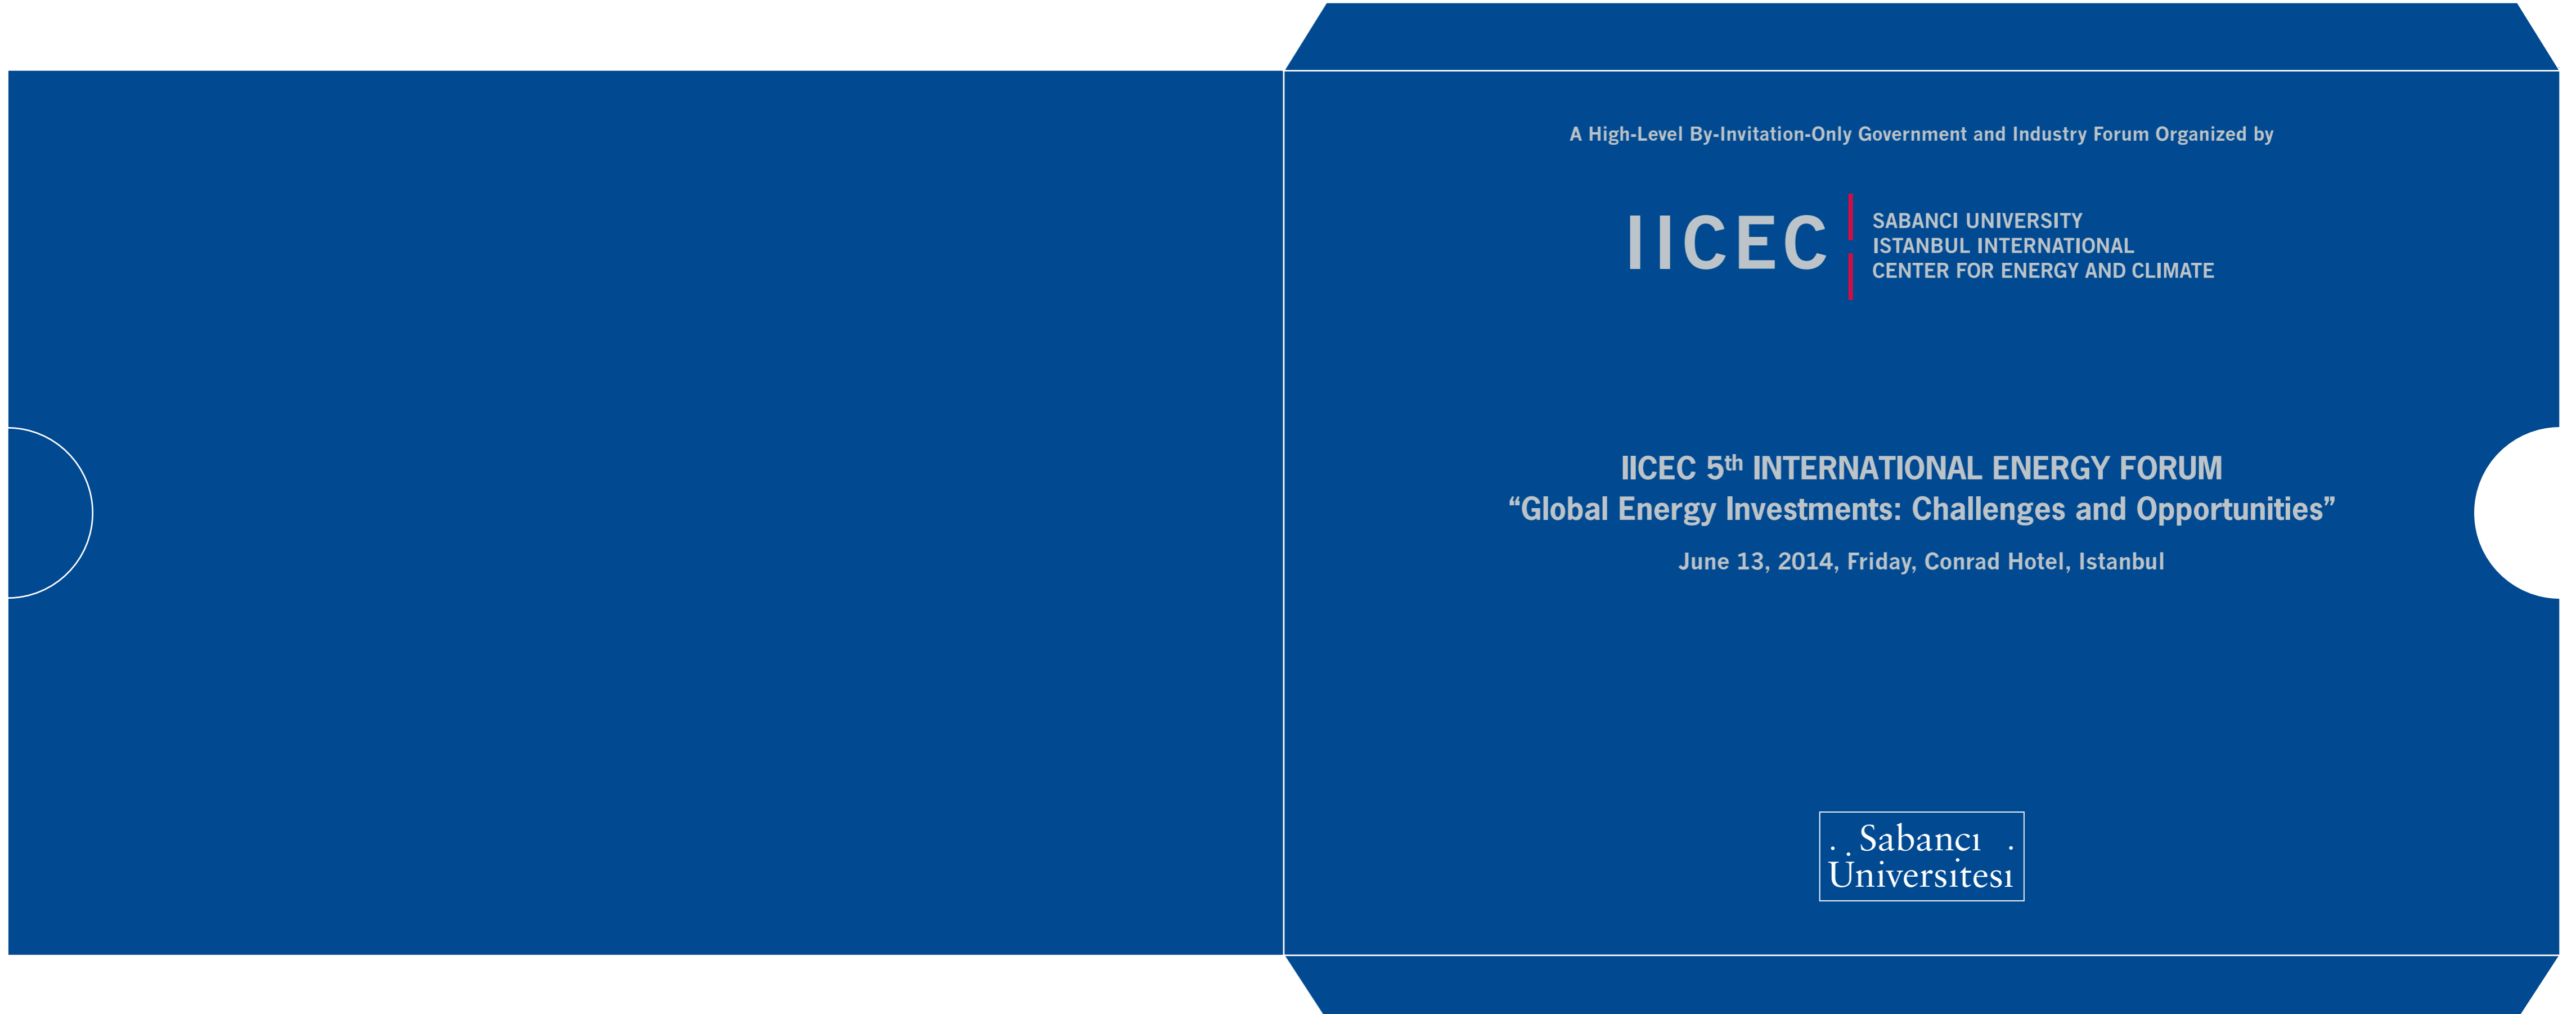 A High-Level By-Invitation-Only Government and Industry Forum Organized by
IICEC
SABANCI UNIVERSITY
ISTANBUL INTERNATIONAL
CENTER FOR ENERGY AND CLIMATE
IICEC 5th INTERNATIONAL ENERGY FORUM
“Global Energy Investments: Challenges and Opportunities”
June 13, 2014, Friday, Conrad Hotel, Istanbul
Sabancı
Üniversitesi